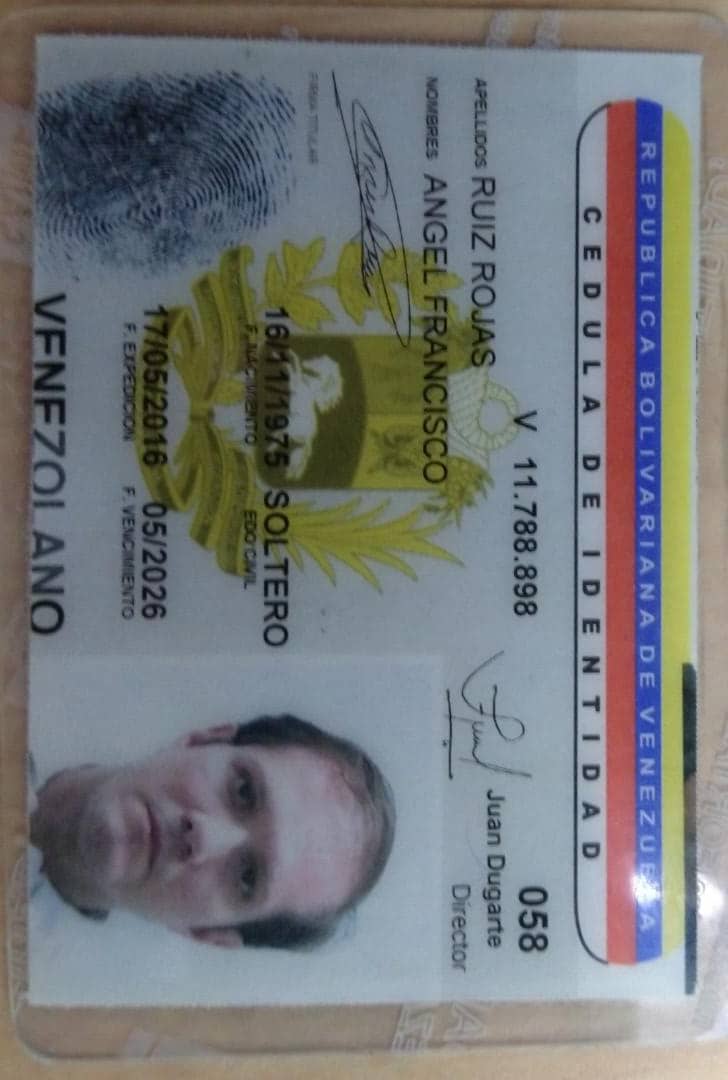 REPUBLICA BOLIVARIANA DE VENEZUELA
CEDULA DE IDENTIDAD
V 11.788.898
058
APELLIDOS RUIZ ROJAS
Juan Dugarte
Director
NOMBRES ANGEL FRANCISCO
FIRMA TITULAR
16/11/1975 SOLTERO
F. NACIMIENTO EDO CIVIL
17/05/2016 05/2026
F. EXPEDICION F. VENCIMIENTO
VENEZOLANO